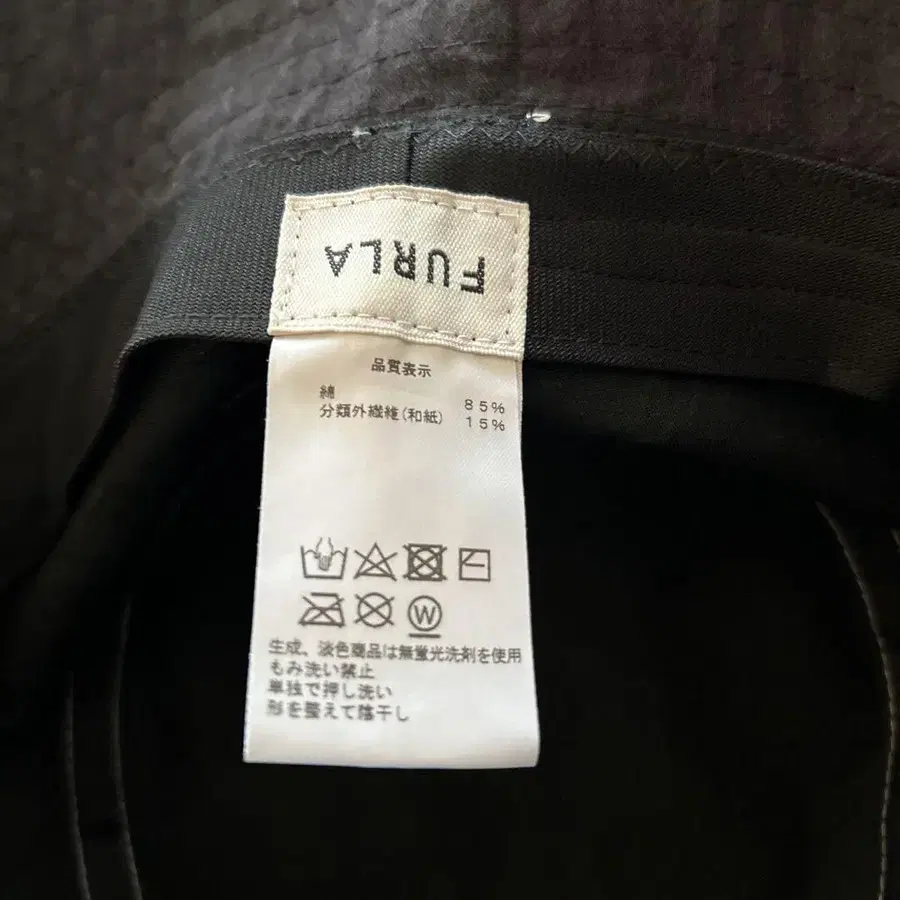 FURLA
品質表示
綿 85%
分類外繊維(和紙) 15%
W
生成、淡色商品は無蛍光洗剤を使用
もみ洗い禁止
単独で押し洗い
形を整えて陰干し